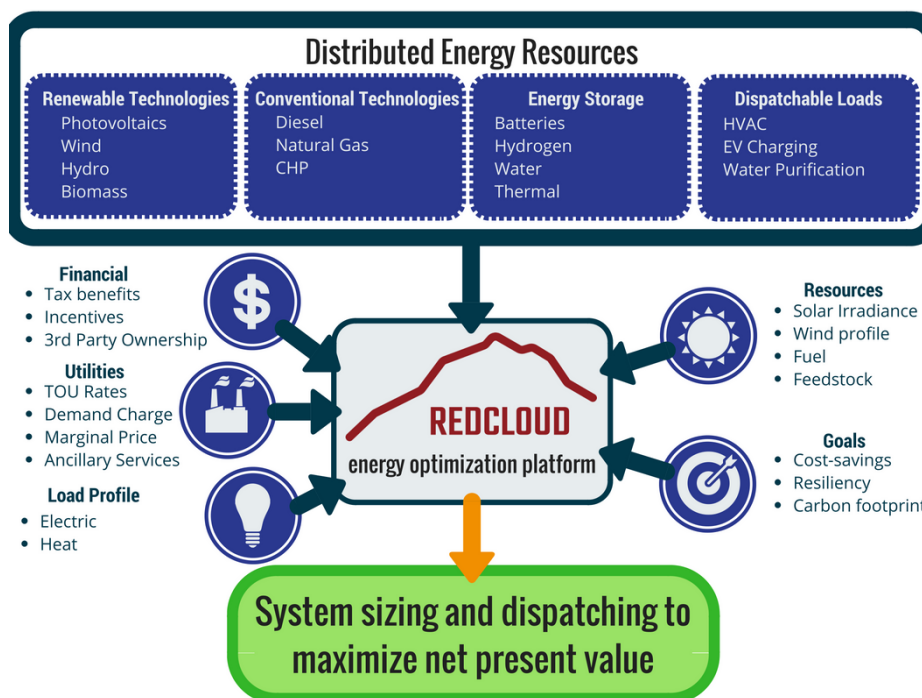 Distributed Energy Resources
Renewable Technologies
Photovoltaics
Wind
Hydro
Biomass
Conventional Technologies
Diesel
Natural Gas
CHP
Energy Storage
Batteries
Hydrogen
Water
Thermal
Dispatchable Loads
HVAC
EV Charging
Water Purification
Financial
• Tax benefits
• Incentives
• 3rd Party Ownership
$
Utilities
• TOU Rates
• Demand Charge
• Marginal Price
• Ancillary Services
Load Profile
• Electric
• Heat
REDCLOUD
energy optimization platform
Resources
• Solar Irradiance
• Wind profile
• Fuel
• Feedstock
Goals
• Cost-savings
• Resiliency
• Carbon footprint
System sizing and dispatching to
maximize net present value